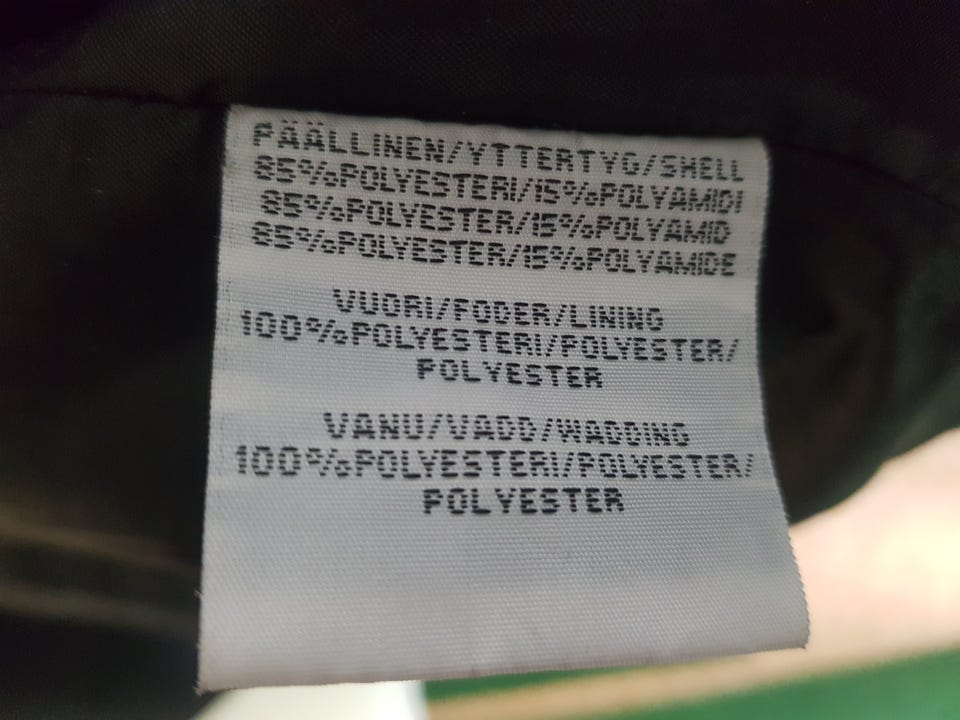 PÄÄLLINEN/YTTERTYG/SHELL
85%POLYESTERI/15%POLYAMIDI
85%POLYESTER/15%POLYAMID
85%POLYESTER/15%POLYAMIDE
VUORI/FODER/LINING
100%POLYESTERI/POLYESTER/
POLYESTER
VANU/VADD/WADDING
100%POLYESTERI/POLYESTER/
POLYESTER